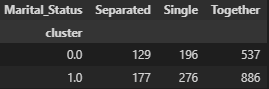 Marital_Status Separated Single Together
cluster
0.0 129 196 537
1.0 177 276 886